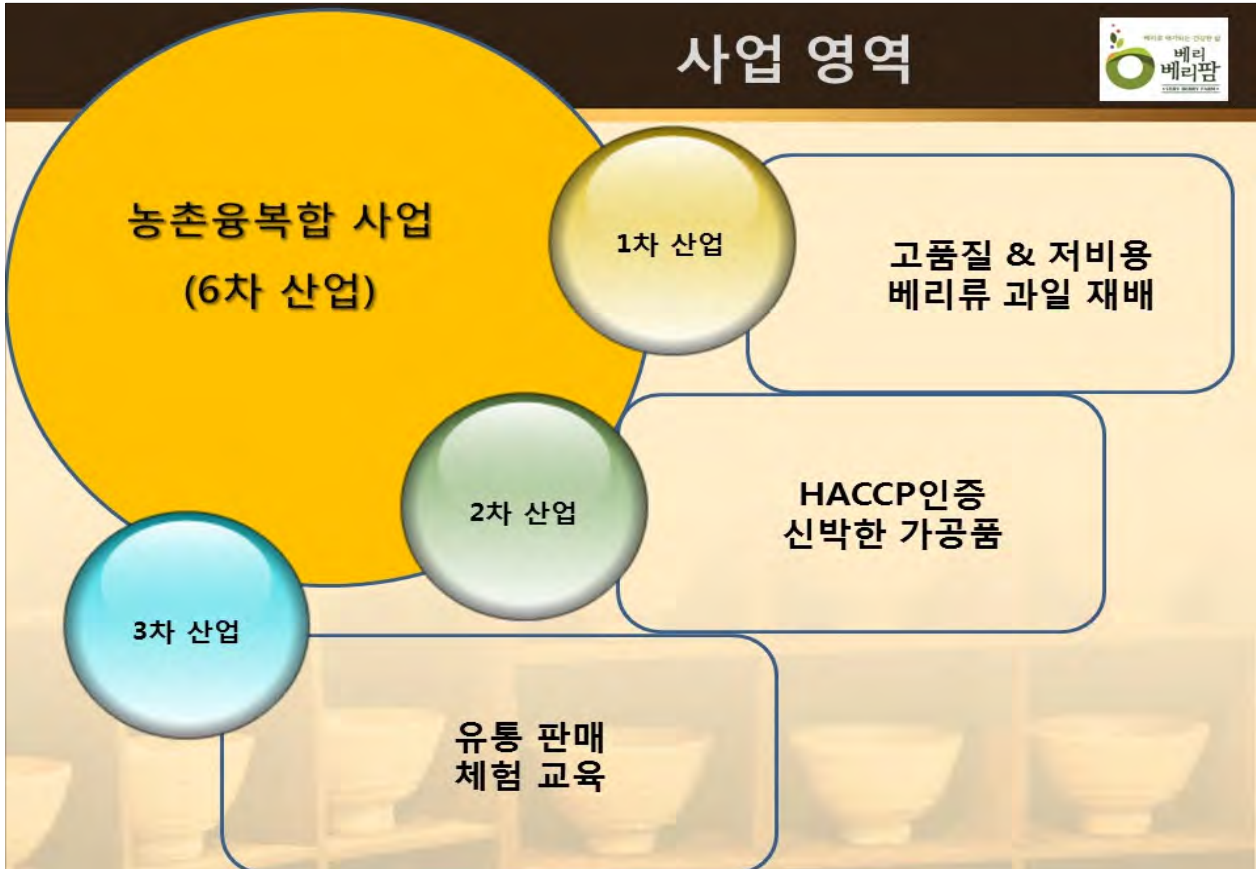 사업 영역
베리
베리팜
농촌융복합 사업
(6차 산업)
1차 산업
고품질 & 저비용
베리류 과일 재배
2차 산업
HACCP인증
신박한 가공품
3차 산업
유통 판매
체험 교육